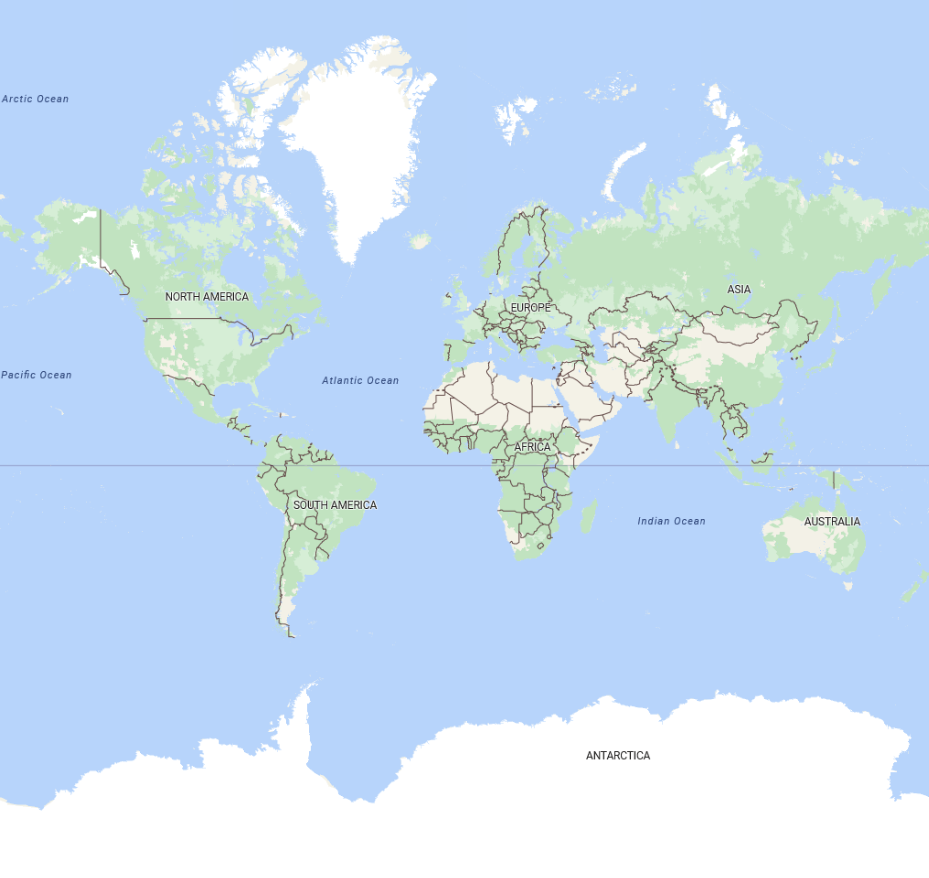 Arctic Ocean
NORTH AMERICA
ASIA
EUROPE
Pacific Ocean
Atlantic Ocean
AFRICA
SOUTH AMERICA
Indian Ocean
AUSTRALIA
ANTARCTICA